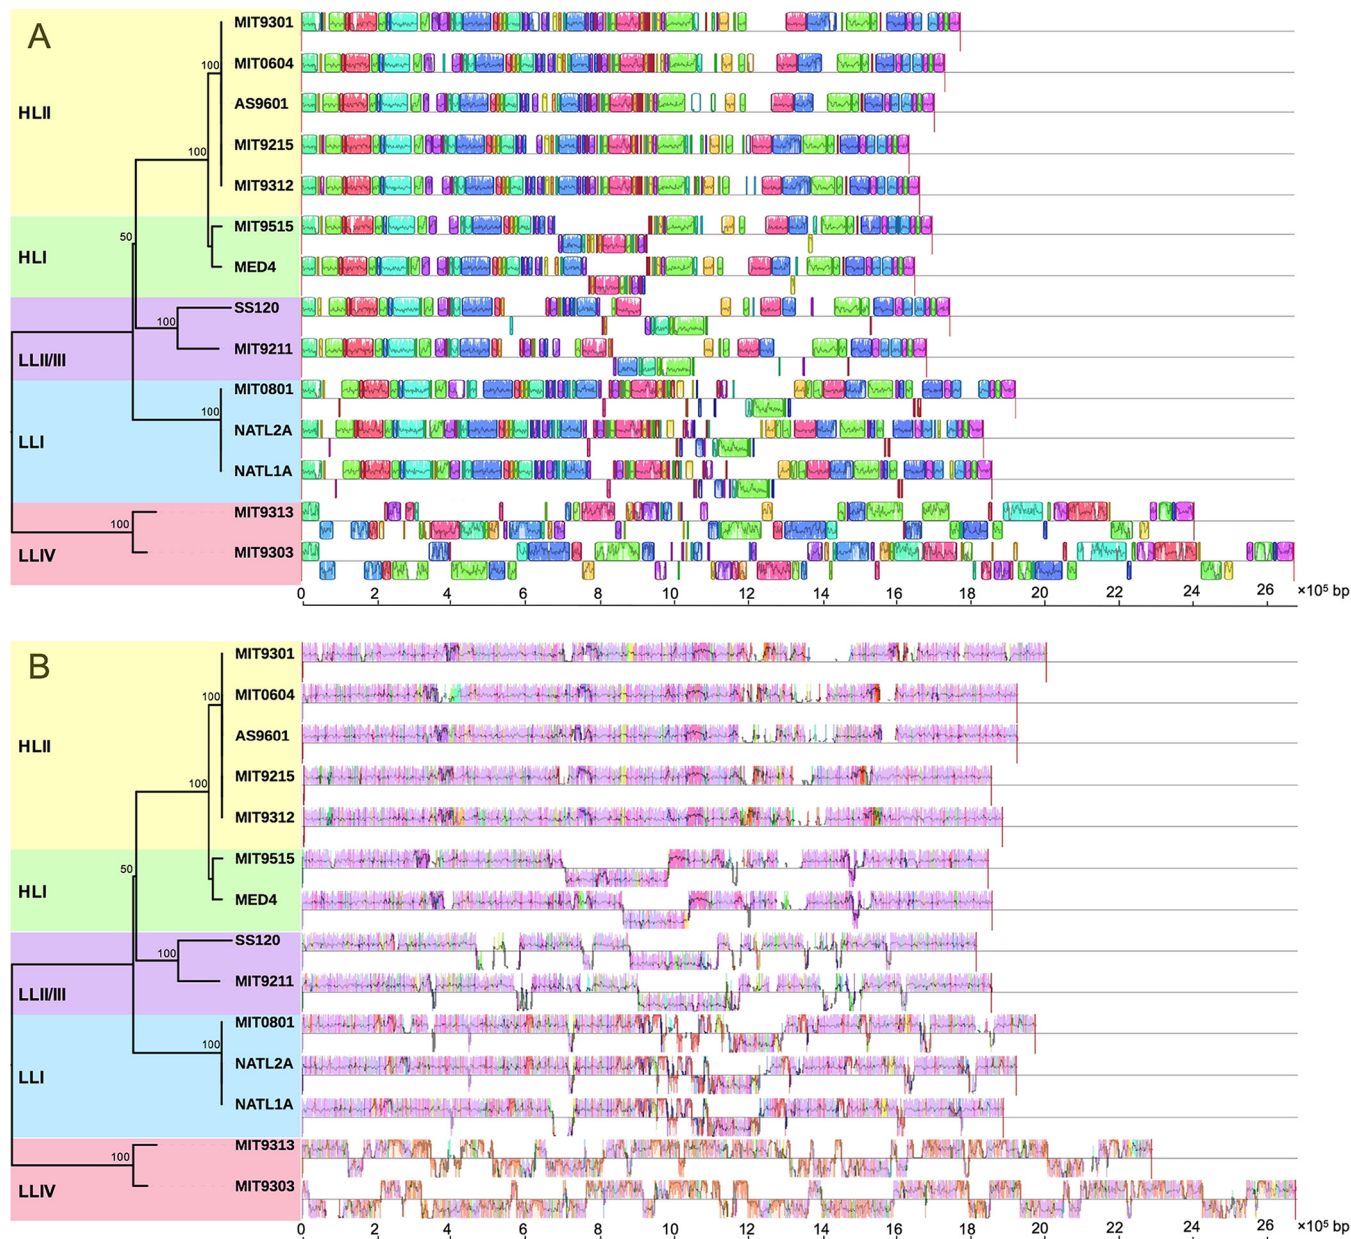 A
HLII
HLI
LLII/III
LLI
LLIV
100
100
50
100
100
100
MIT9301
MIT0604
AS9601
MIT9215
MIT9312
MIT9515
MED4
SS120
MIT9211
MIT0801
NATL2A
NATL1A
MIT9313
MIT9303
0 2 4 6 8 10 12 14 16 18 20 22 24 26 ×10⁵ bp
B
HLII
HLI
LLII/III
LLI
LLIV
100
100
50
100
100
100
MIT9301
MIT0604
AS9601
MIT9215
MIT9312
MIT9515
MED4
SS120
MIT9211
MIT0801
NATL2A
NATL1A
MIT9313
MIT9303
0 2 4 6 8 10 12 14 16 18 20 22 24 26 ×10⁵ bp